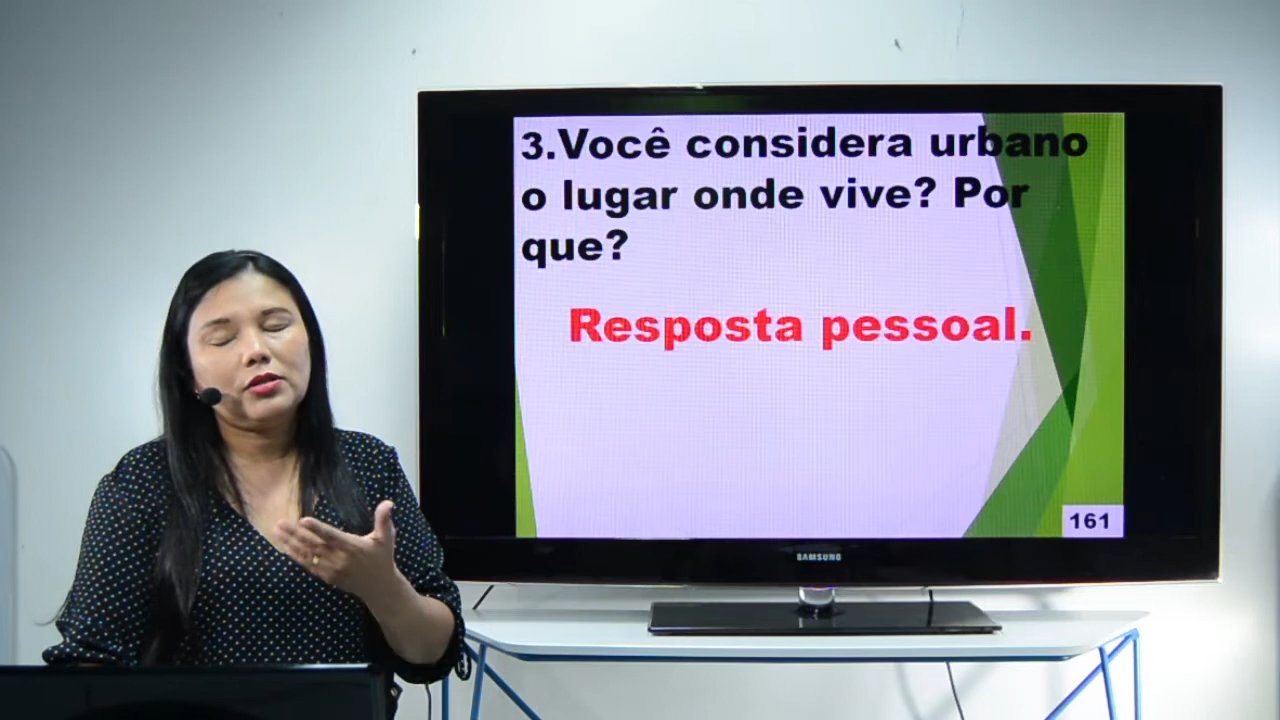 3.Você considera urbano
o lugar onde vive? Por
que?
Resposta pessoal.
161
SAMSUNG